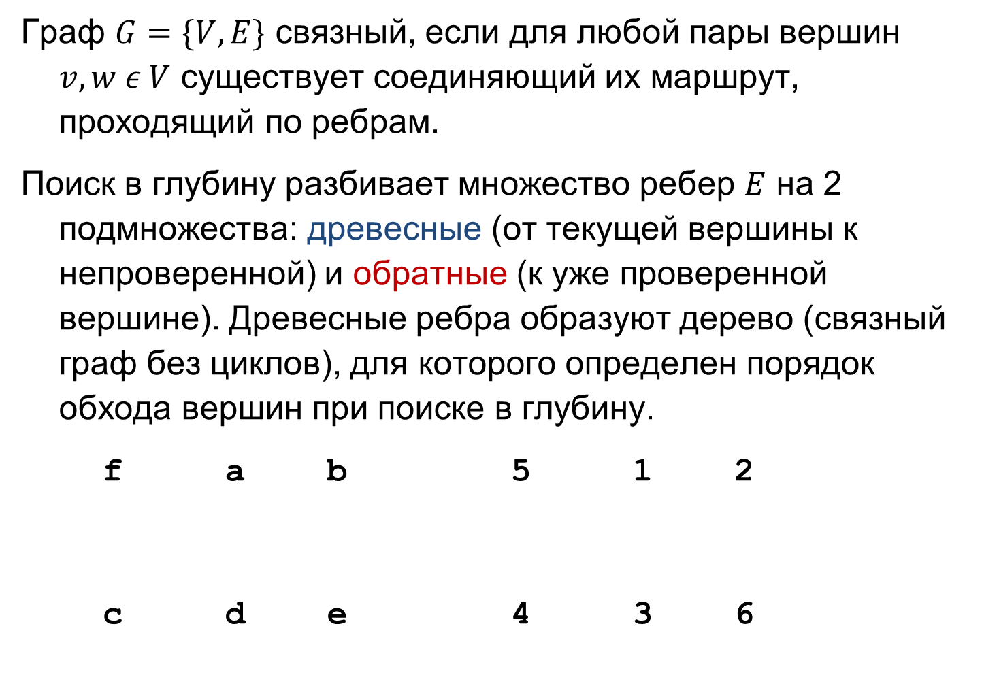 Граф G = {V, E} связный, если для любой пары вершин
v, w ϵ V существует соединяющий их маршрут,
проходящий по ребрам.
Поиск в глубину разбивает множество ребер E на 2
подмножества: древесные (от текущей вершины к
непроверенной) и обратные (к уже проверенной
вершине). Древесные ребра образуют дерево (связный
граф без циклов), для которого определен порядок
обхода вершин при поиске в глубину.
f a b 5 1 2
c d e 4 3 6